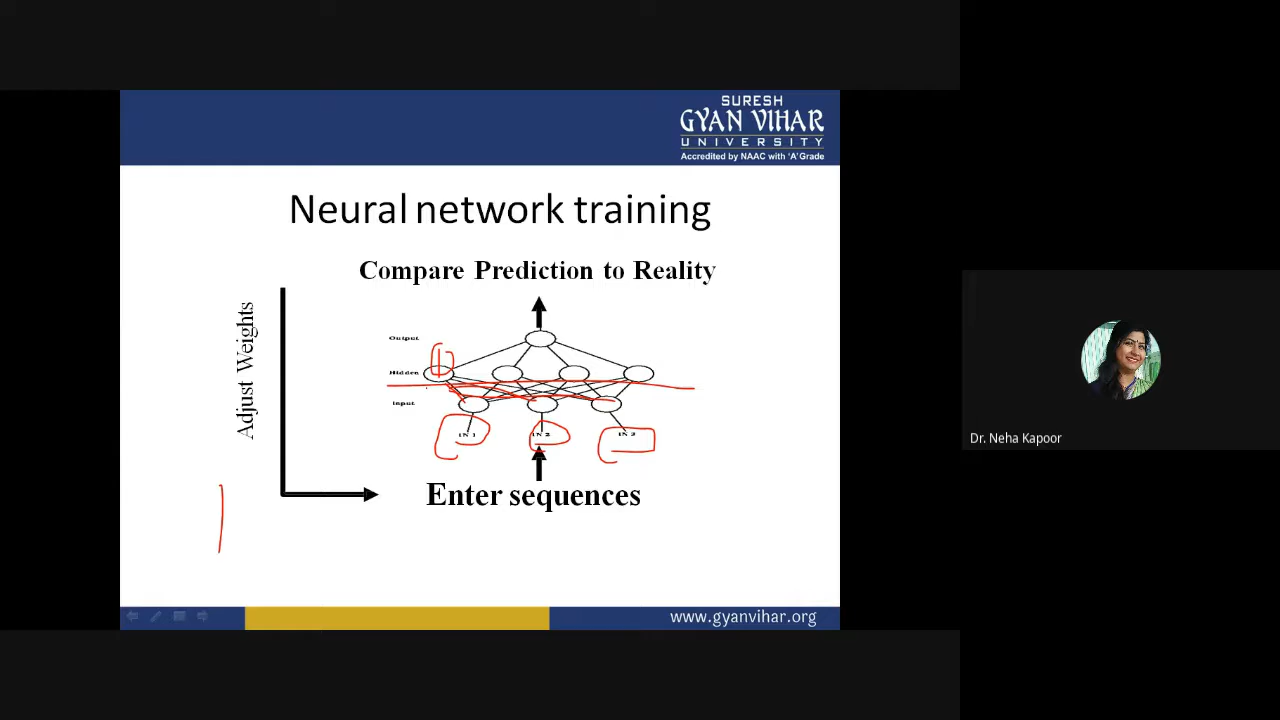 SURESH
GYAN VIHAR
UNIVERSITY
Accredited by NAAC with 'A' Grade
Neural network training
Compare Prediction to Reality
Adjust Weights
Output
Hidden
Input
IN 1
IN 2
IN 3
Enter sequences
www.gyanvihar.org
Dr. Neha Kapoor